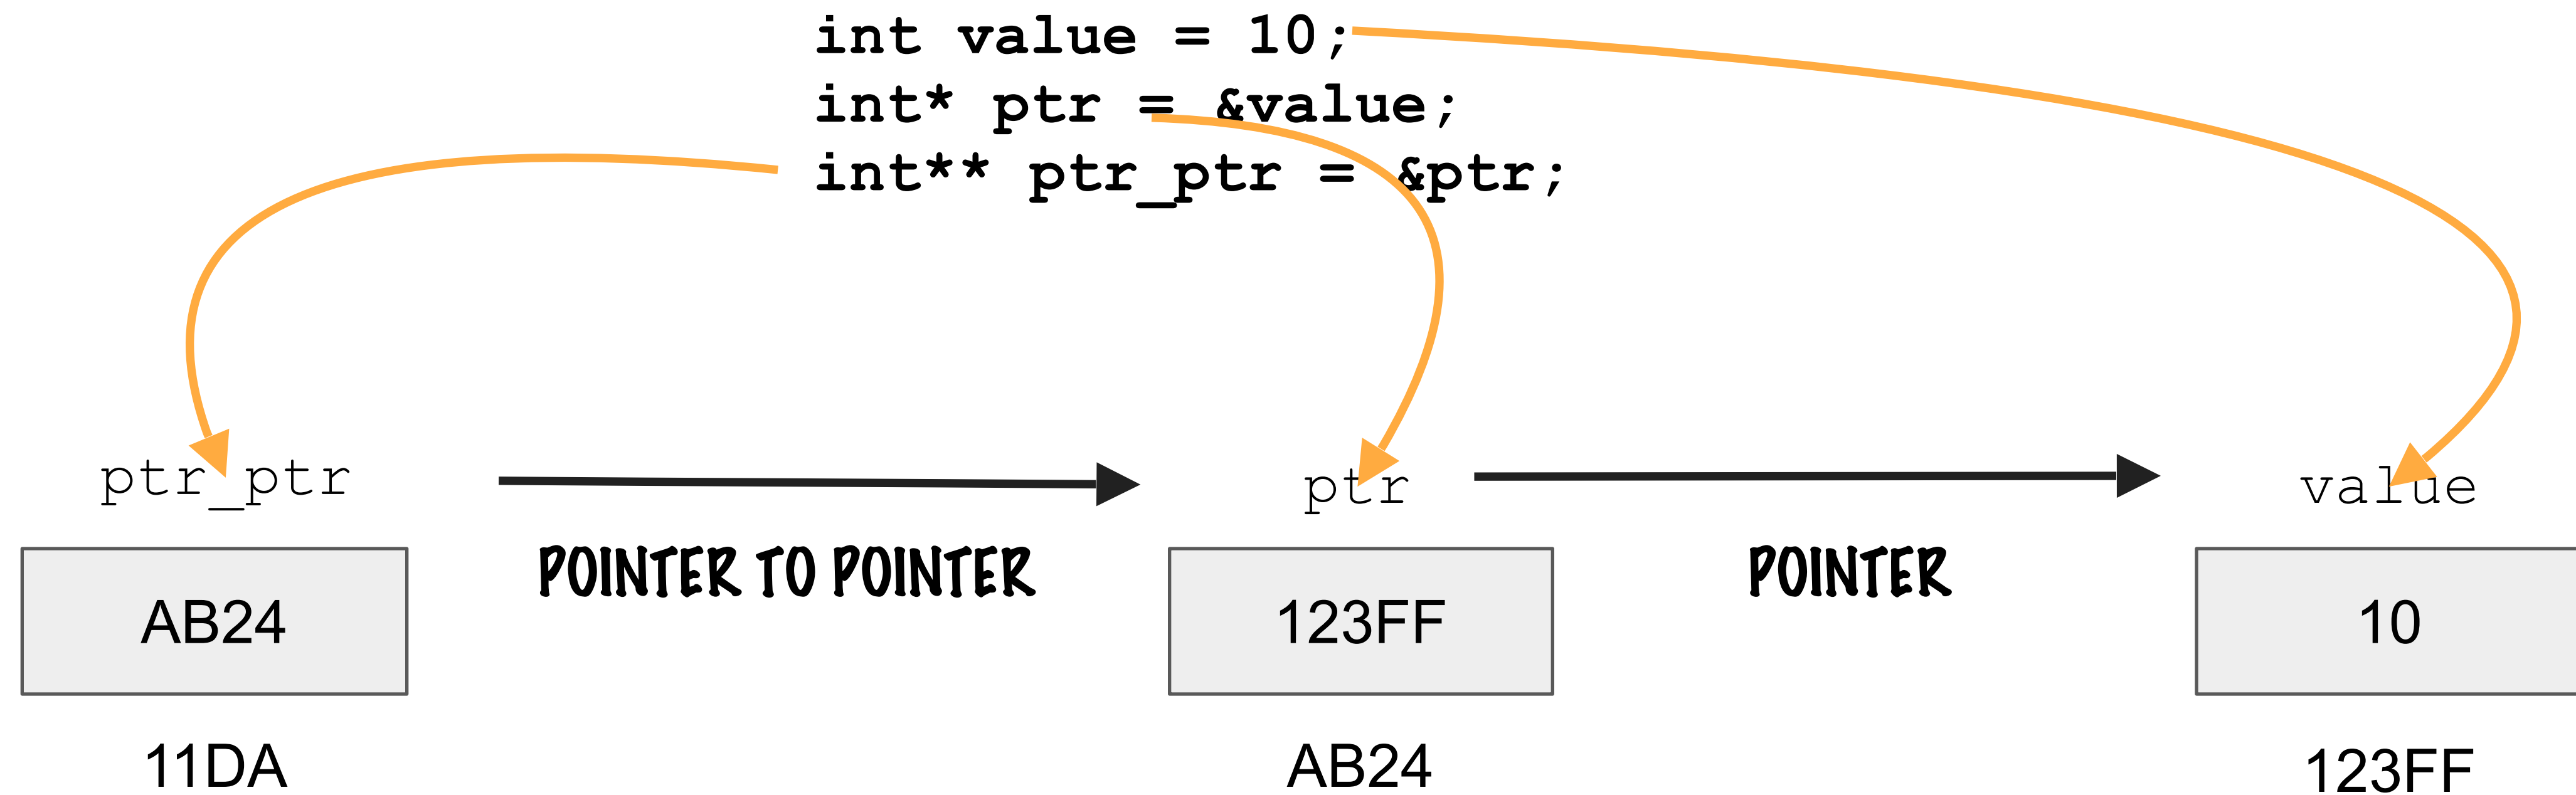 int value = 10;
int* ptr = &value;
int** ptr_ptr = &ptr;
ptr_ptr
ptr
value
POINTER TO POINTER
POINTER
AB24
123FF
10
11DA
AB24
123FF